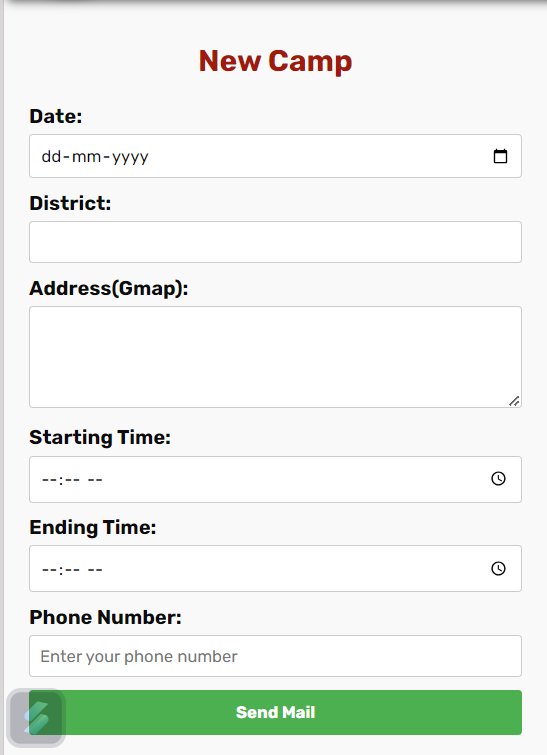 New Camp
Date:
dd-mm-yyyy
District:
Address(Gmap):
Starting Time:
--:-- --
Ending Time:
--:-- --
Phone Number:
Enter your phone number
Send Mail